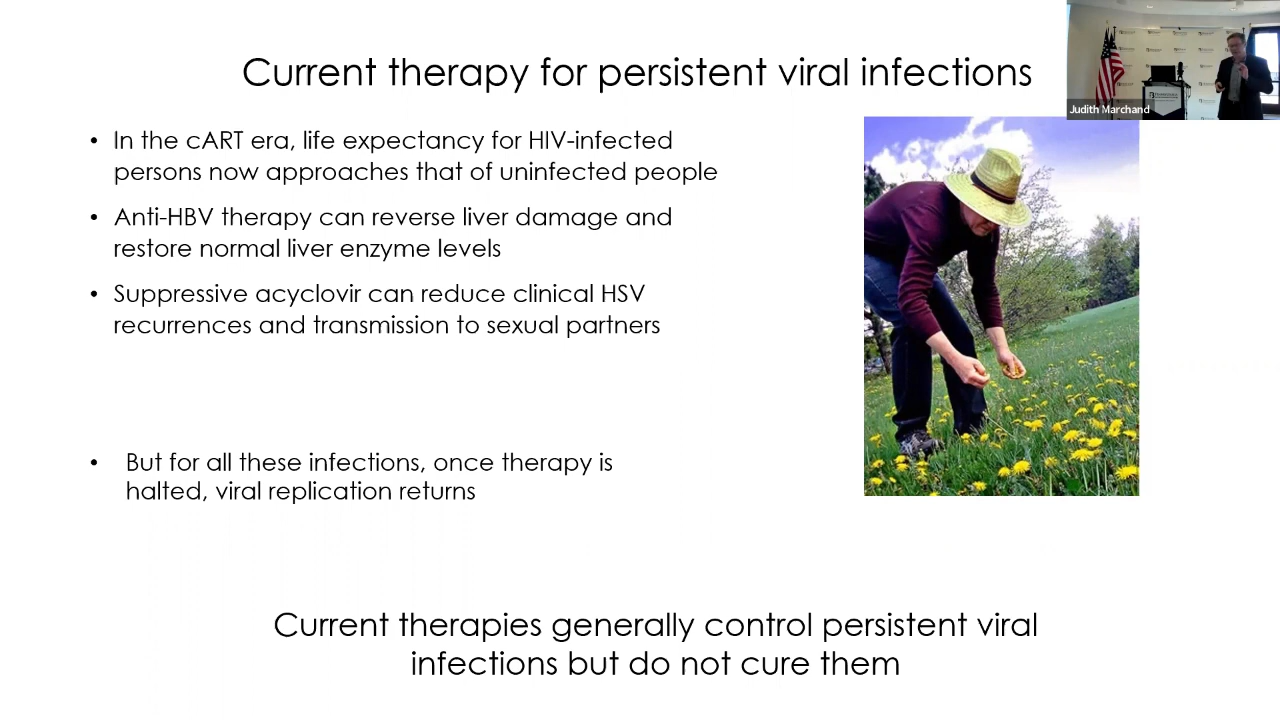 Current therapy for persistent viral infections
Judith Marchand
• In the cART era, life expectancy for HIV-infected
persons now approaches that of uninfected people
• Anti-HBV therapy can reverse liver damage and
restore normal liver enzyme levels
• Suppressive acyclovir can reduce clinical HSV
recurrences and transmission to sexual partners
• But for all these infections, once therapy is
halted, viral replication returns
Current therapies generally control persistent viral
infections but do not cure them